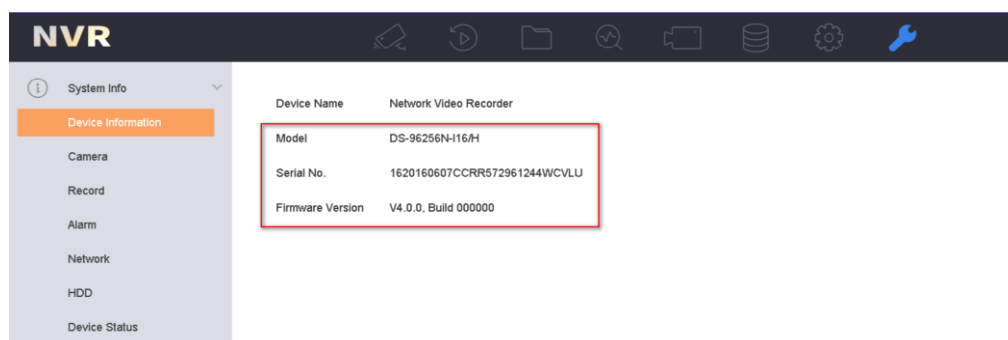 NVR
System Info
Device Information
Camera
Record
Alarm
Network
HDD
Device Status
Device Name Network Video Recorder
Model DS-96256N-I16/H
Serial No. 1620160607CCRR572961244WCVLU
Firmware Version V4.0.0, Build 000000